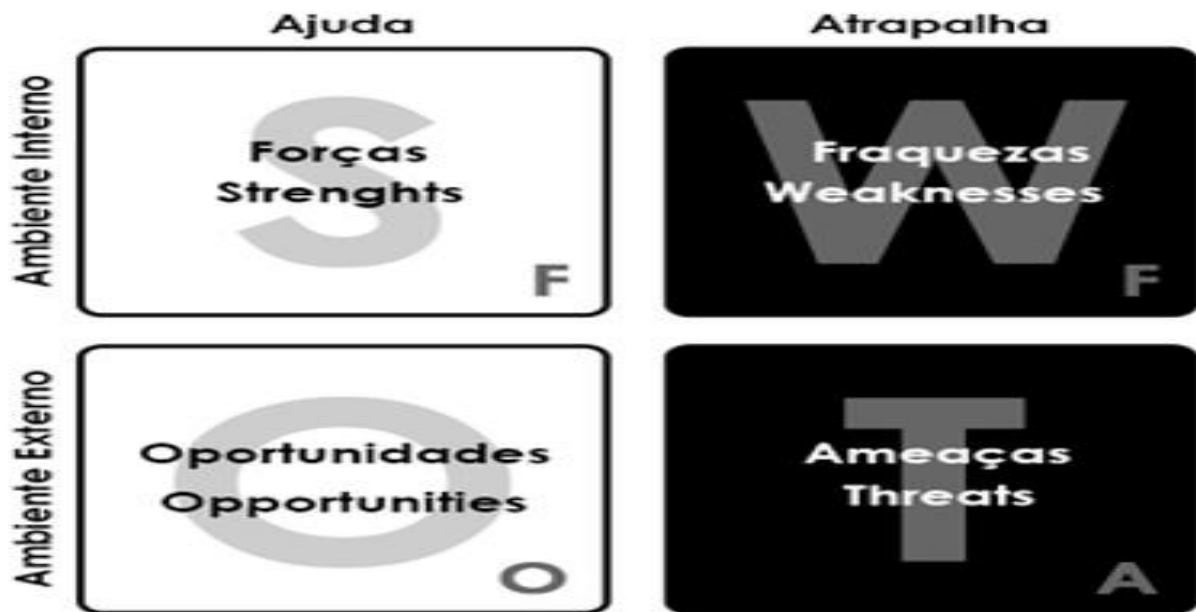 Ajuda
Atrapalha
Ambiente Interno
S
Forças
Strenghts
F
W
Fraquezas
Weaknesses
F
Ambiente Externo
O
Oportunidades
Opportunities
O
T
Ameaças
Threats
A